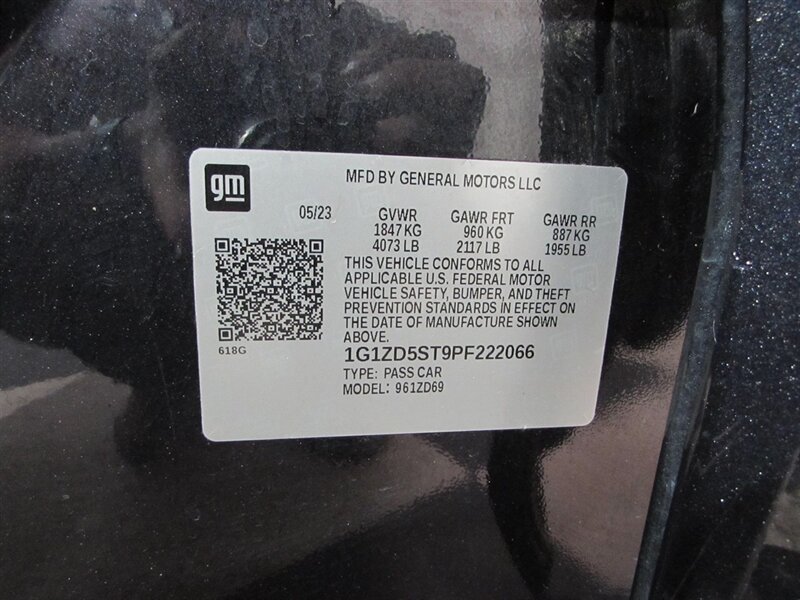 gm
MFD BY GENERAL MOTORS LLC
05/23 GVWR GAWR FRT GAWR RR
1847 KG 960 KG 887 KG
4073 LB 2117 LB 1955 LB
THIS VEHICLE CONFORMS TO ALL
APPLICABLE U.S. FEDERAL MOTOR
VEHICLE SAFETY, BUMPER, AND THEFT
PREVENTION STANDARDS IN EFFECT ON
THE DATE OF MANUFACTURE SHOWN
ABOVE.
618G
1G1ZD5ST9PF222066
TYPE: PASS CAR
MODEL: 961ZD69